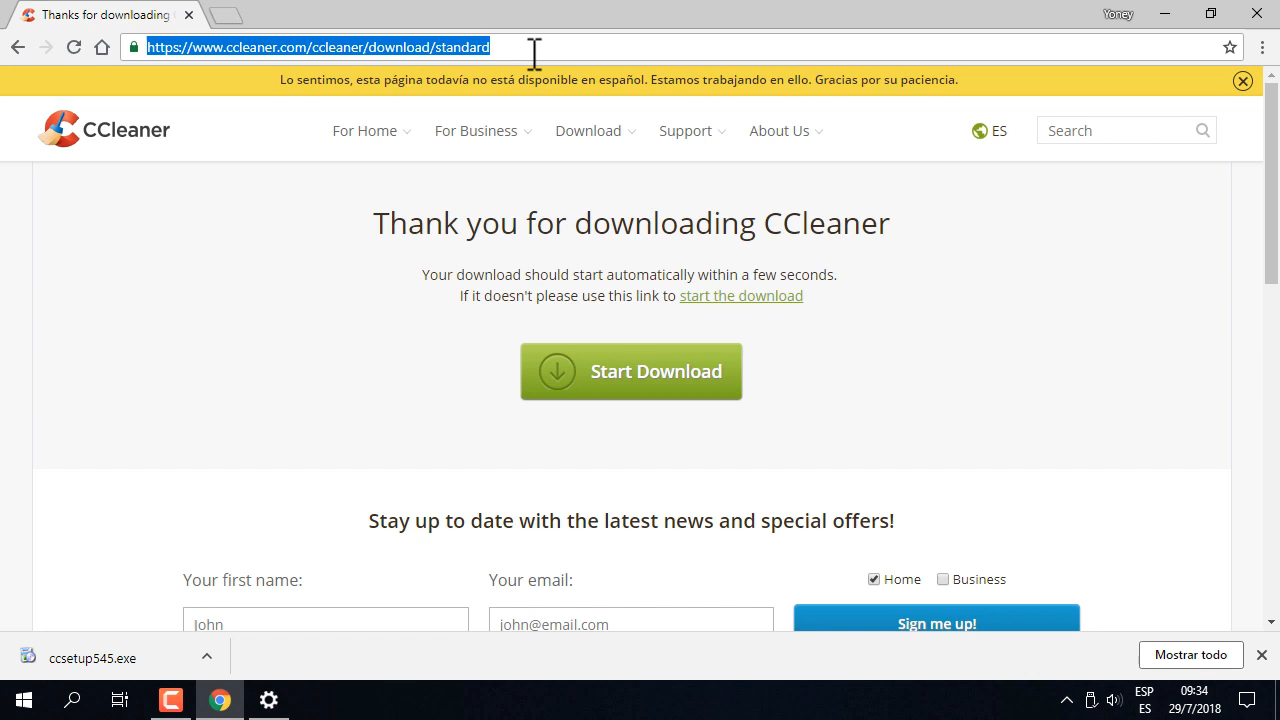 Thanks for downloading
Yoney
https://www.ccleaner.com/ccleaner/download/standard
Lo sentimos, esta página todavía no está disponible en español. Estamos trabajando en ello. Gracias por su paciencia.
CCleaner
For Home
For Business
Download
Support
About Us
ES
Search
Thank you for downloading CCleaner
Your download should start automatically within a few seconds.
If it doesn't please use this link to start the download
Start Download
Stay up to date with the latest news and special offers!
Your first name:
Your email:
Home
Business
John
john@email.com
Sign me up!
ccsetup545.exe
Mostrar todo
ESP
ES
09:34
29/7/2018